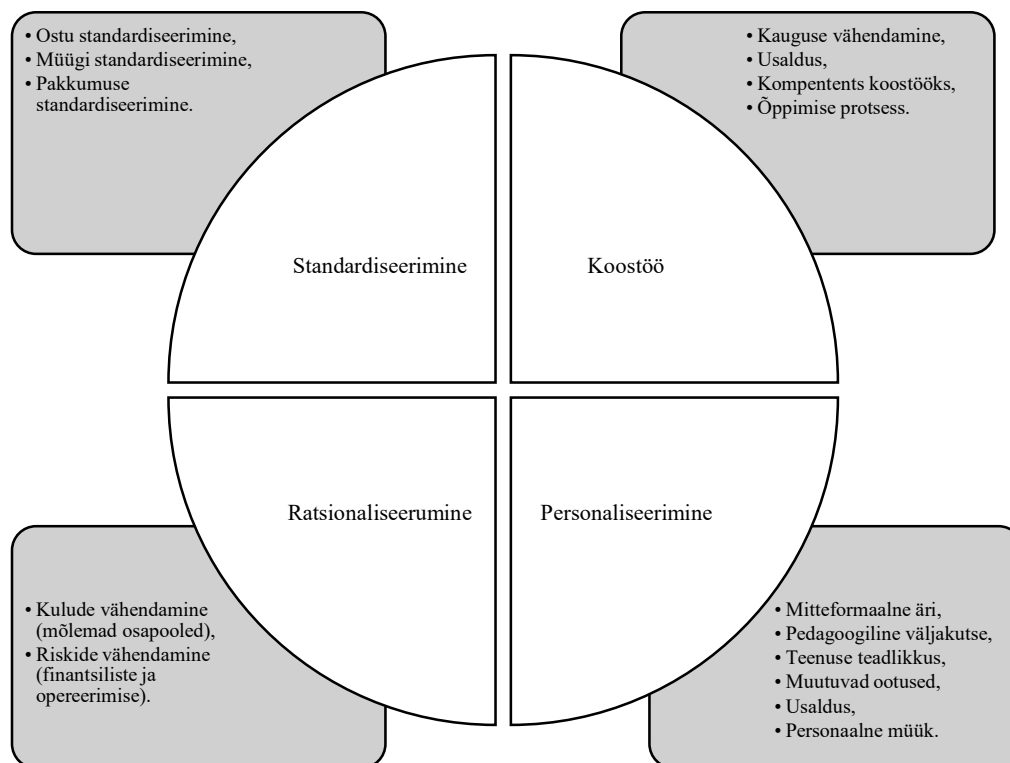 • Ostu standardiseerimine,
• Müügi standardiseerimine,
• Pakkumuse
standardiseerimine.
• Kauguse vähendamine,
• Usaldus,
• Kompentents koostööks,
• Õppimise protsess.
Standardiseerimine
Koostöö
Ratsionaliseerumine
Personaliseerimine
• Kulude vähendamine
(mõlemad osapooled),
• Riskide vähendamine
(finantsiliste ja
opereerimise).
• Mitteformaalne äri,
• Pedagoogiline väljakutse,
• Teenuse teadlikkus,
• Muutuvad ootused,
• Usaldus,
• Personaalne müük.